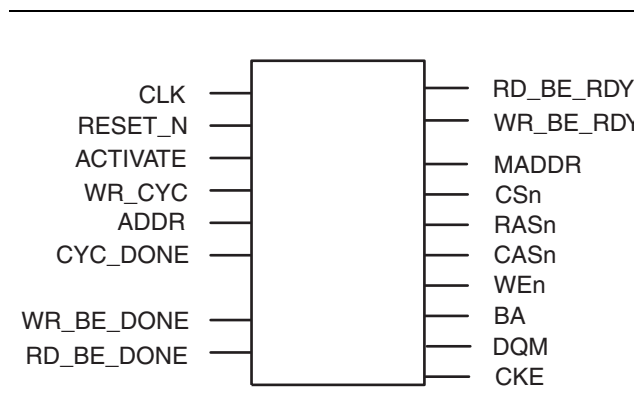 CLK
RESET_N
ACTIVATE
WR_CYC
ADDR
CYC_DONE
WR_BE_DONE
RD_BE_DONE
RD_BE_RDY
WR_BE_RDY
MADDR
CSn
RASn
CASn
WEn
BA
DQM
CKE